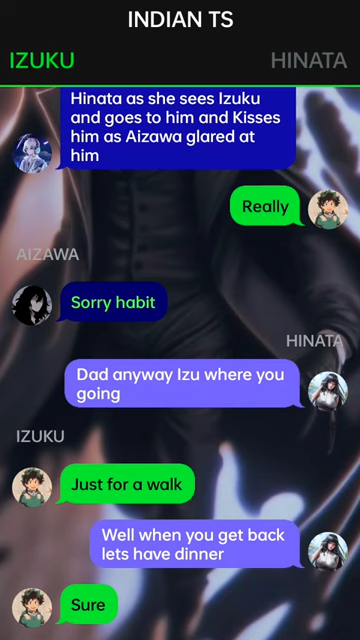 INDIAN TS
IZUKU
HINATA
Hinata as she sees Izuku
and goes to him and Kisses
him as Aizawa glared at
him
Really
AIZAWA
Sorry habit
HINATA
Dad anyway Izu where you
going
IZUKU
Just for a walk
Well when you get back
lets have dinner
Sure